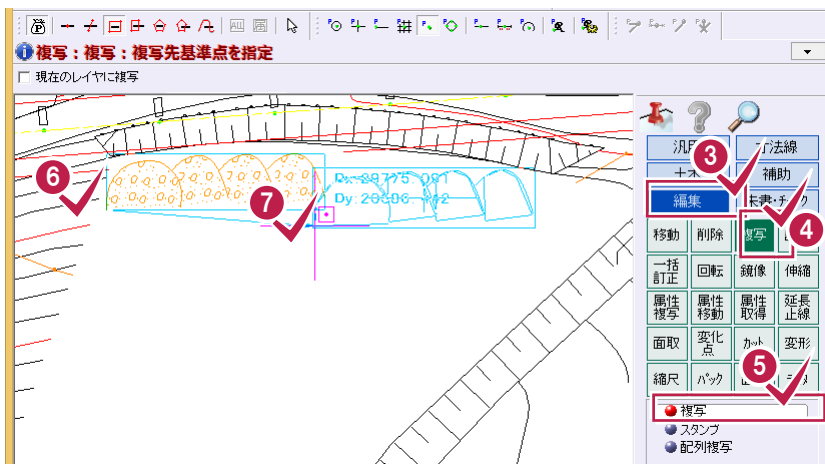 ALL
複写：複写：複写先基準点を指定
現在のレイヤに複写
Dy: 20686
汎用
寸法線
補助
編集
朱書・チェック
移動
削除
複写
一括訂正
回転
鏡像
伸縮
属性複写
属性移動
属性取得
延長止線
面取
変化点
カット
変形
縮尺
パック
複写
スタンプ
配列複写
3
4
5
6
7